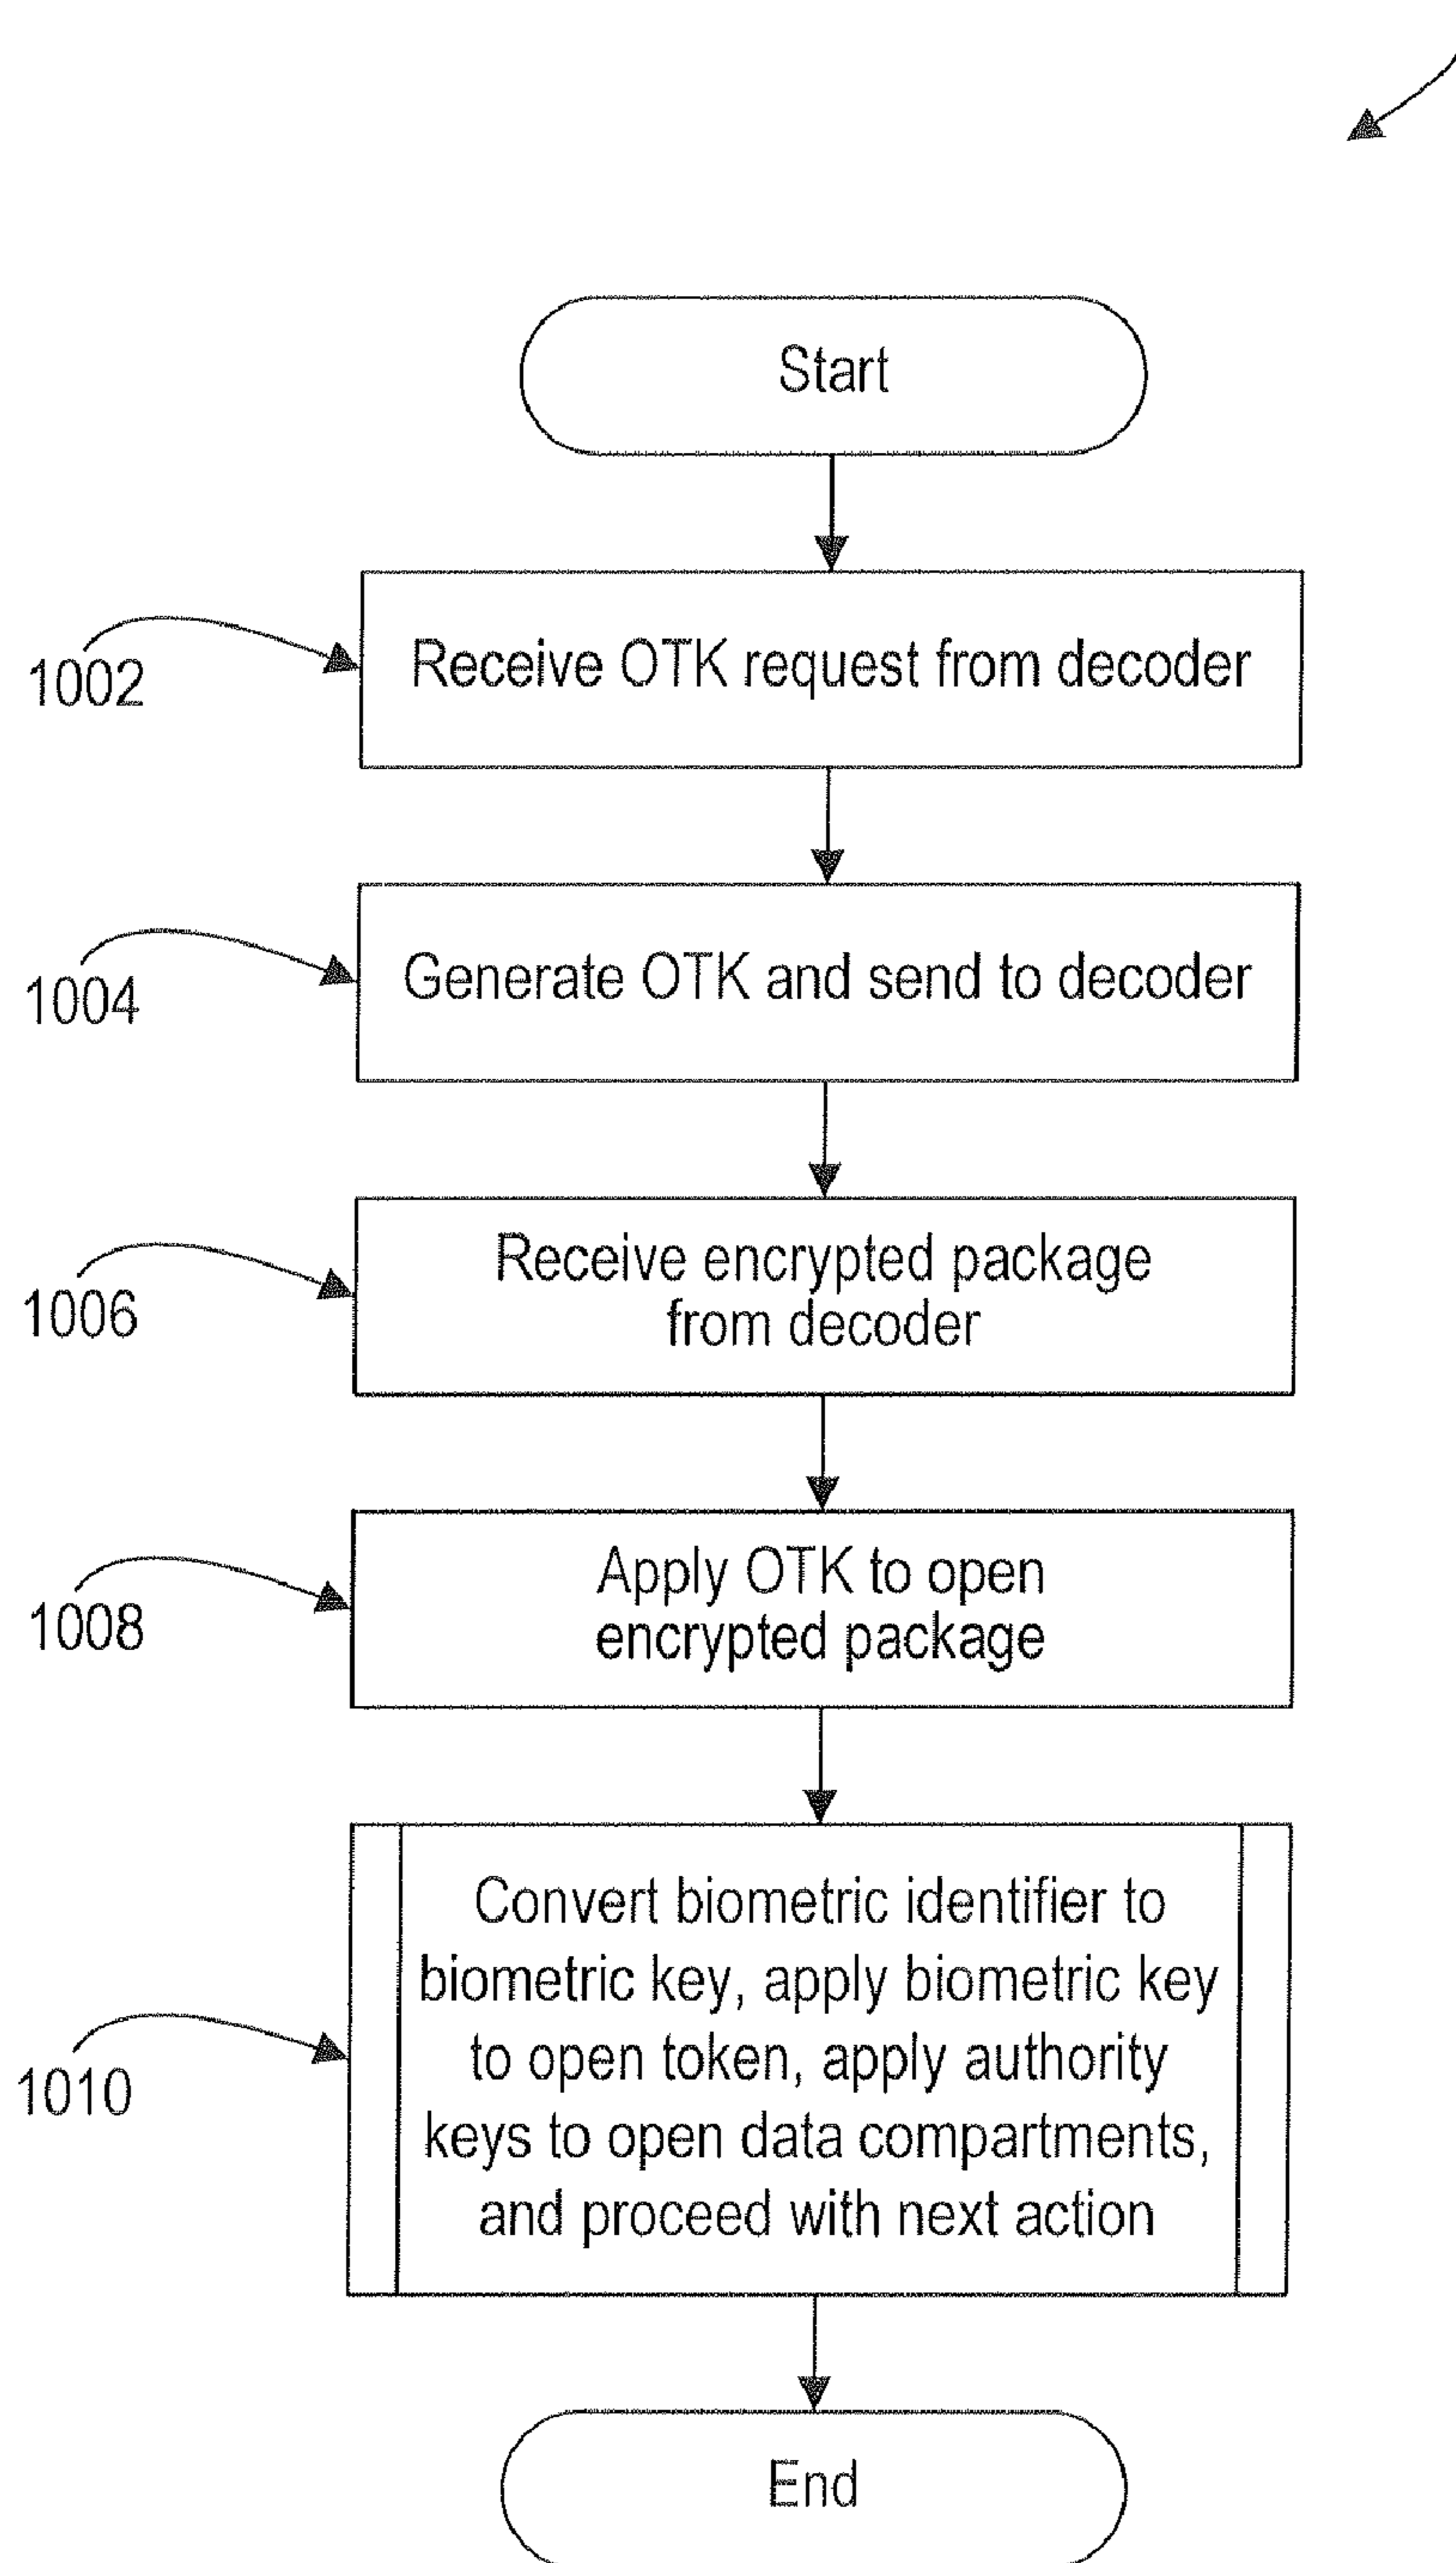 Start
1002
Receive OTK request from decoder
1004
Generate OTK and send to decoder
1006
Receive encrypted package
from decoder
1008
Apply OTK to open
encrypted package
1010
Convert biometric identifier to
biometric key, apply biometric key
to open token, apply authority
keys to open data compartments,
and proceed with next action
End